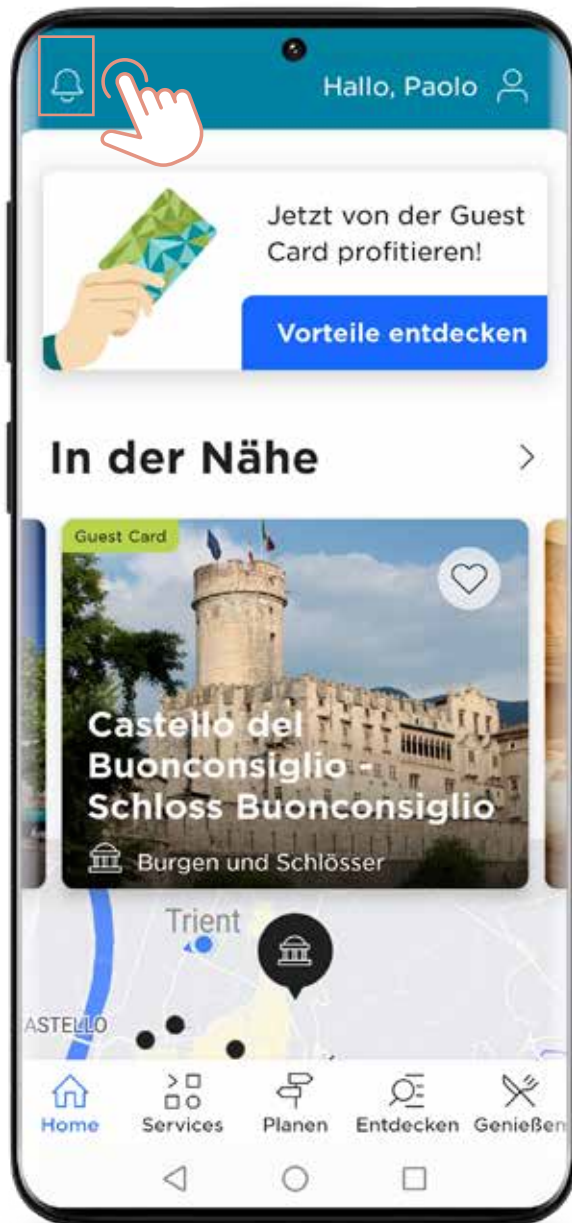 Hallo, Paolo
Jetzt von der Guest
Card profitieren!
Vorteile entdecken
In der Nähe
Guest Card
Castello del
Buonconsiglio -
Schloss Buonconsiglio
Burgen und Schlösser
Trient
ASTELLO
Home
Services
Planen
Entdecken
Genießen